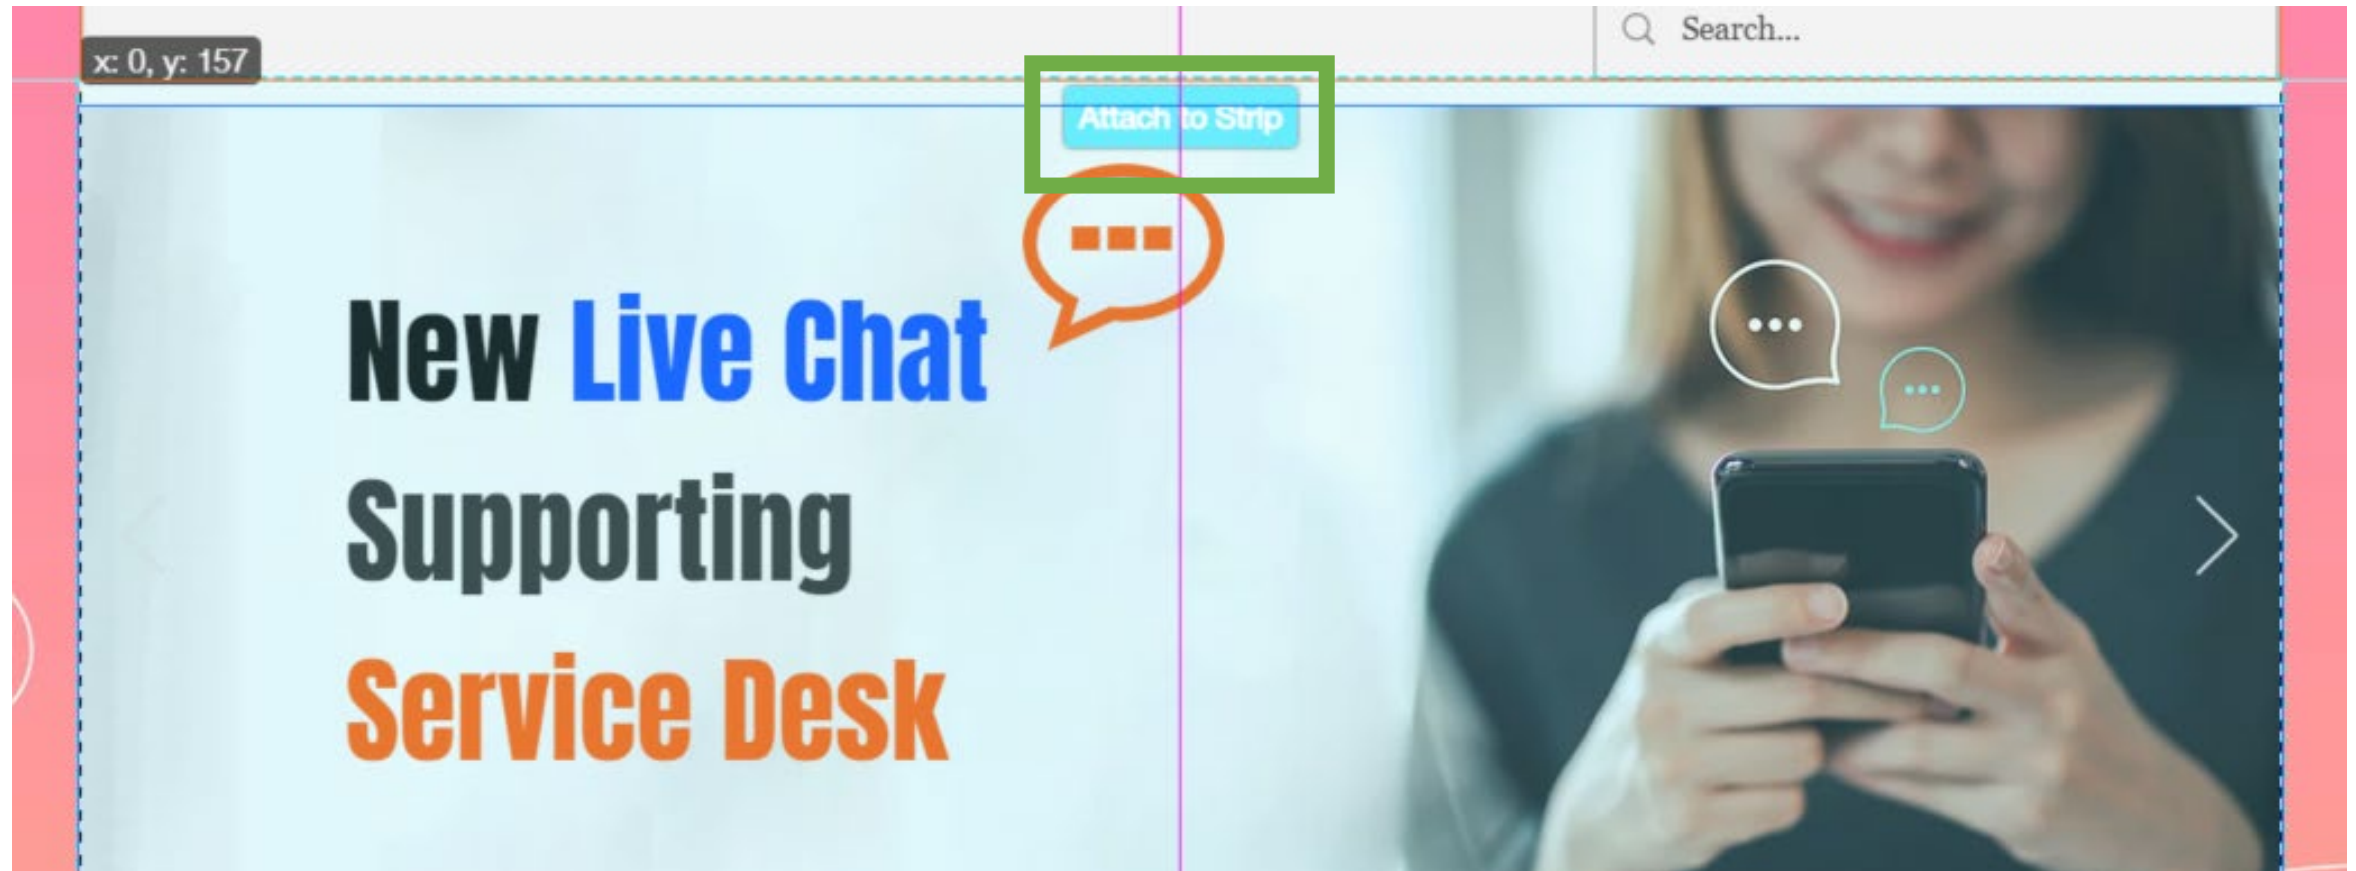 Search...
x: 0, y: 157
Attach to Strip
New Live Chat
Supporting
Service Desk